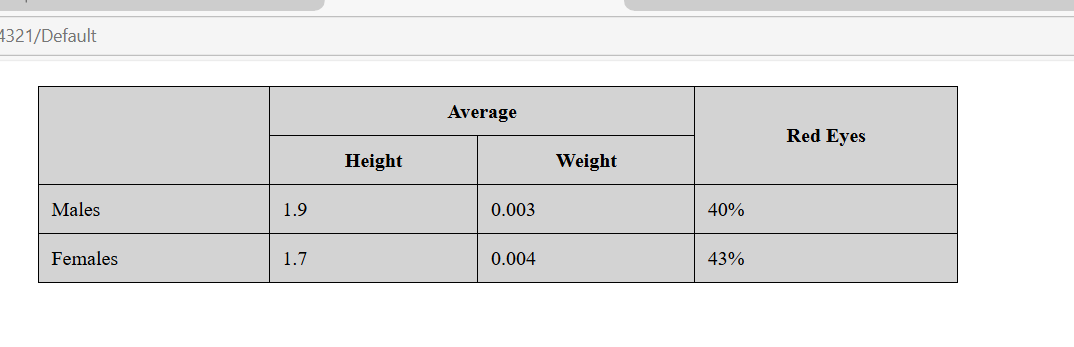 4321/Default
Average
Red Eyes
Height Weight
Males 1.9 0.003 40%
Females 1.7 0.004 43%